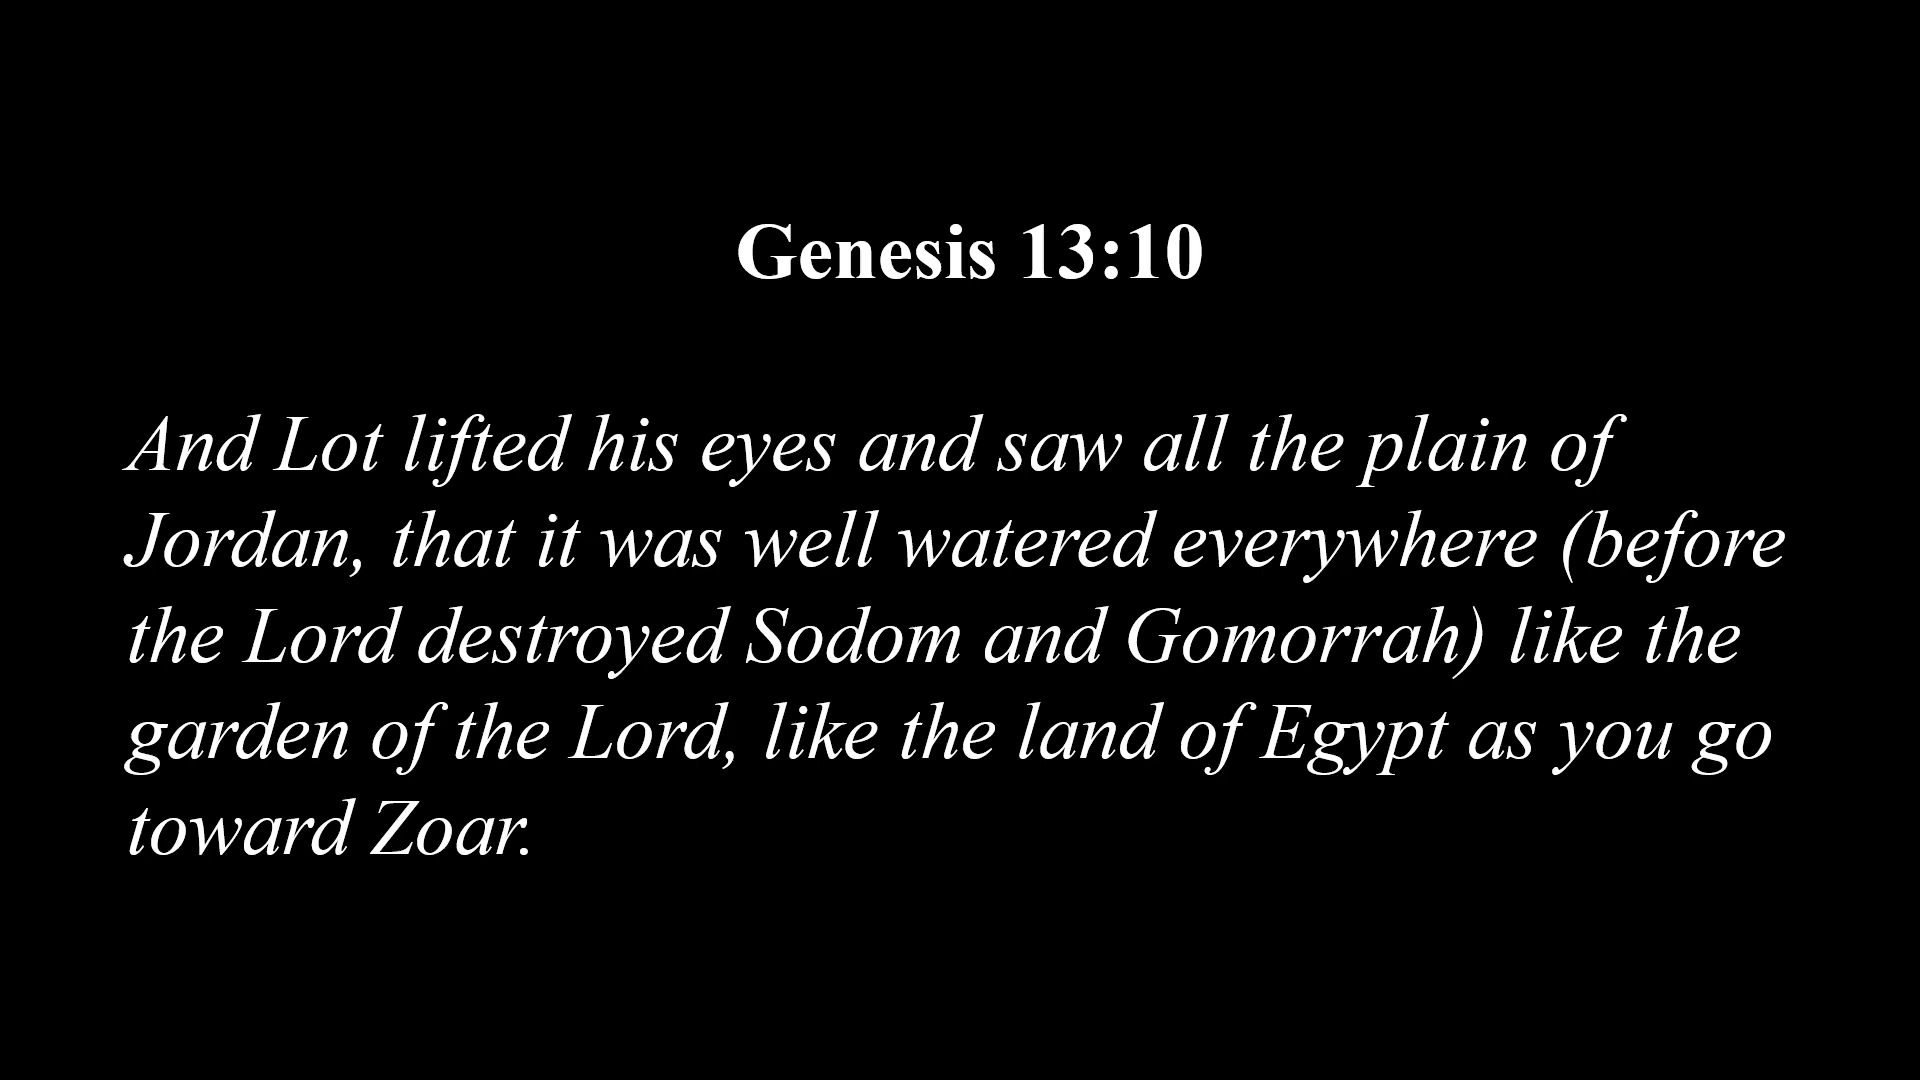 Genesis 13:10
And Lot lifted his eyes and saw all the plain of
Jordan, that it was well watered everywhere (before
the Lord destroyed Sodom and Gomorrah) like the
garden of the Lord, like the land of Egypt as you go
toward Zoar.